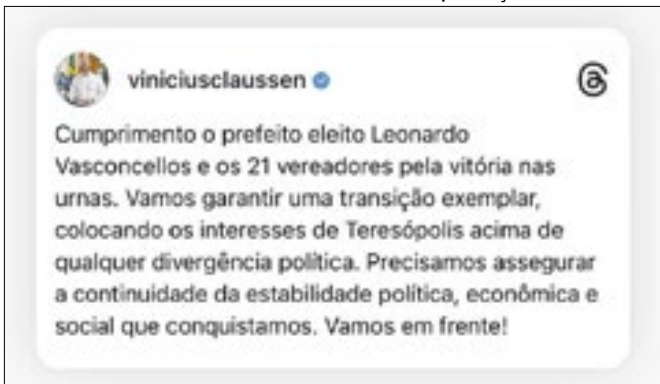 viniciusclaussen
Cumprimento o prefeito eleito Leonardo
Vasconcellos e os 21 vereadores pela vitória nas
urnas. Vamos garantir uma transição exemplar,
colocando os interesses de Teresópolis acima de
qualquer divergência política. Precisamos assegurar
a continuidade da estabilidade política, econômica e
social que conquistamos. Vamos em frente!